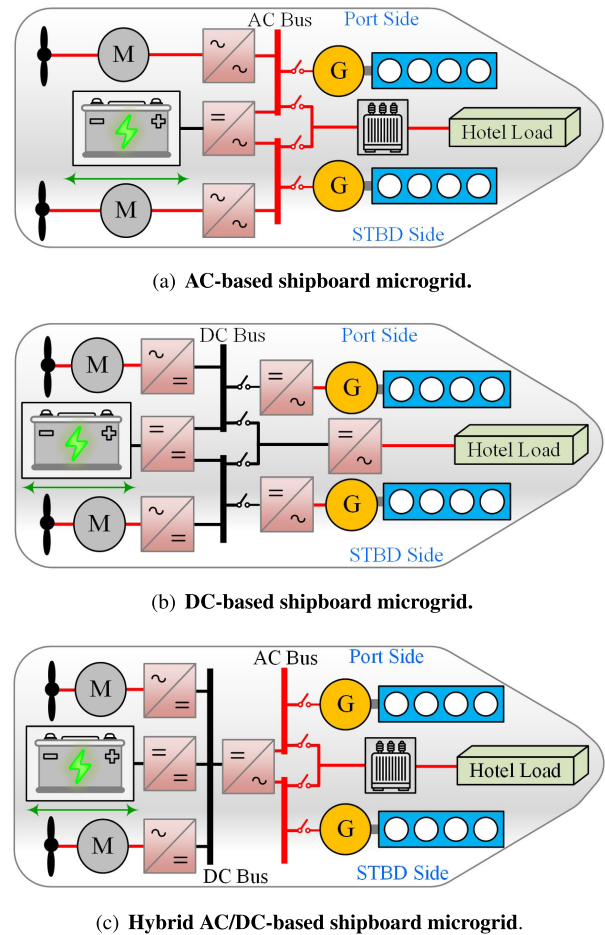 AC Bus
Port Side
M
G
Hotel Load
M
G
STBD Side
(a) AC-based shipboard microgrid.
DC Bus
Port Side
M
G
Hotel Load
M
G
STBD Side
(b) DC-based shipboard microgrid.
AC Bus
Port Side
M
G
Hotel Load
M
G
DC Bus
STBD Side
(c) Hybrid AC/DC-based shipboard microgrid.